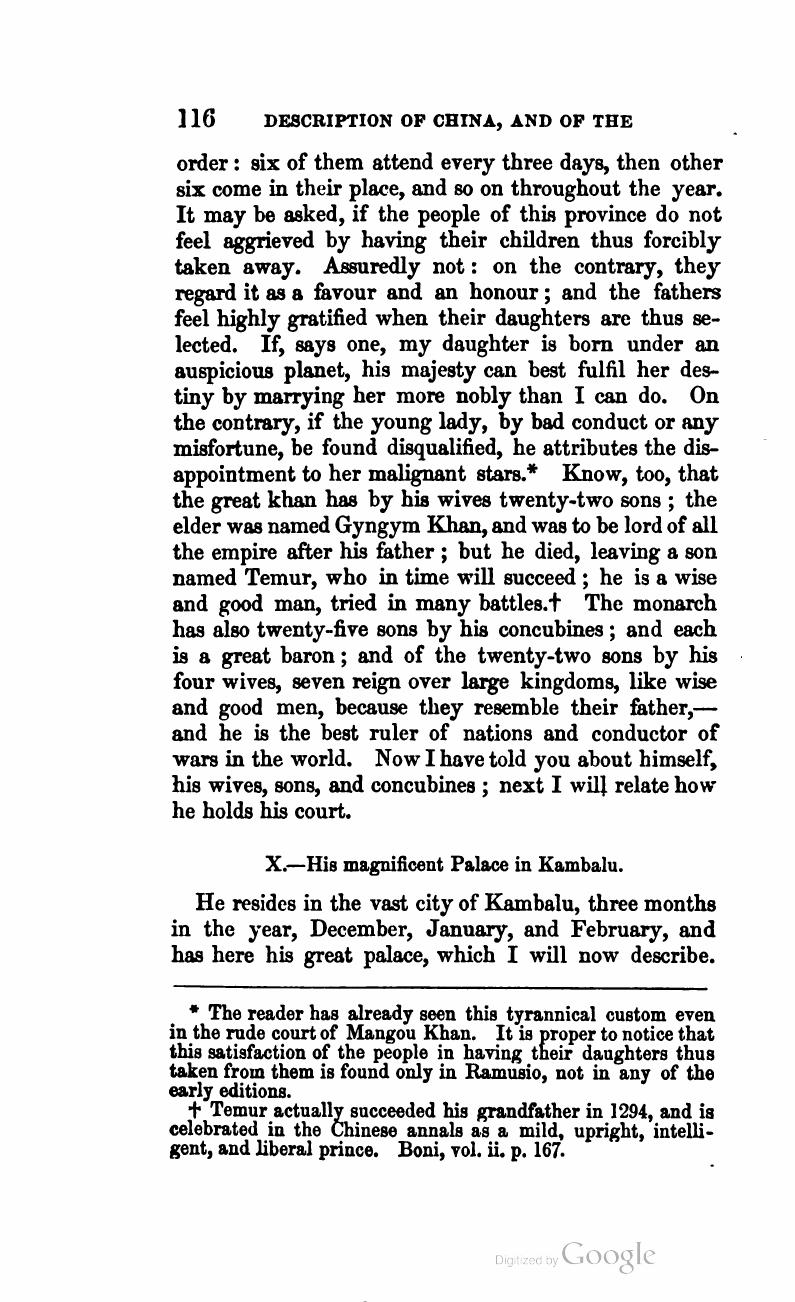 116 DESCRIPTION OF CHINA, AND OF THE
order : six of them attend every three days, then other
six come in their place, and so on throughout the year.
It may be asked, if the people of this province do not
feel aggrieved by having their children thus forcibly
taken away. Assuredly not : on the contrary, they
regard it as a favour and an honour ; and the fathers
feel highly gratified when their daughters are thus se-
lected. If, says one, my daughter is born under an
auspicious planet, his majesty can best fulfil her des-
tiny by marrying her more nobly than I can do. On
the contrary, if the young lady, by bad conduct or any
misfortune, be found disqualified, he attributes the dis-
appointment to her malignant stars.* Know, too, that
the great khan has by his wives twenty-two sons ; the
elder was named Gyngym Khan, and was to be lord of all
the empire after his father ; but he died, leaving a son
named Temur, who in time will succeed ; he is a wise
and good man, tried in many battles.† The monarch
has also twenty-five sons by his concubines ; and each
is a great baron ; and of the twenty-two sons by his
four wives, seven reign over large kingdoms, like wise
and good men, because they resemble their father,—
and he is the best ruler of nations and conductor of
wars in the world. Now I have told you about himself,
his wives, sons, and concubines ; next I will relate how
he holds his court.
X.—His magnificent Palace in Kambalu.
He resides in the vast city of Kambalu, three months
in the year, December, January, and February, and
has here his great palace, which I will now describe.
* The reader has already seen this tyrannical custom even
in the rude court of Mangou Khan. It is proper to notice that
this satisfaction of the people in having their daughters thus
taken from them is found only in Ramusio, not in any of the
early editions.
† Temur actually succeeded his grandfather in 1294, and is
celebrated in the Chinese annals as a mild, upright, intelli-
gent, and liberal prince. Boni, vol. ii. p. 167.
Digitized by Google